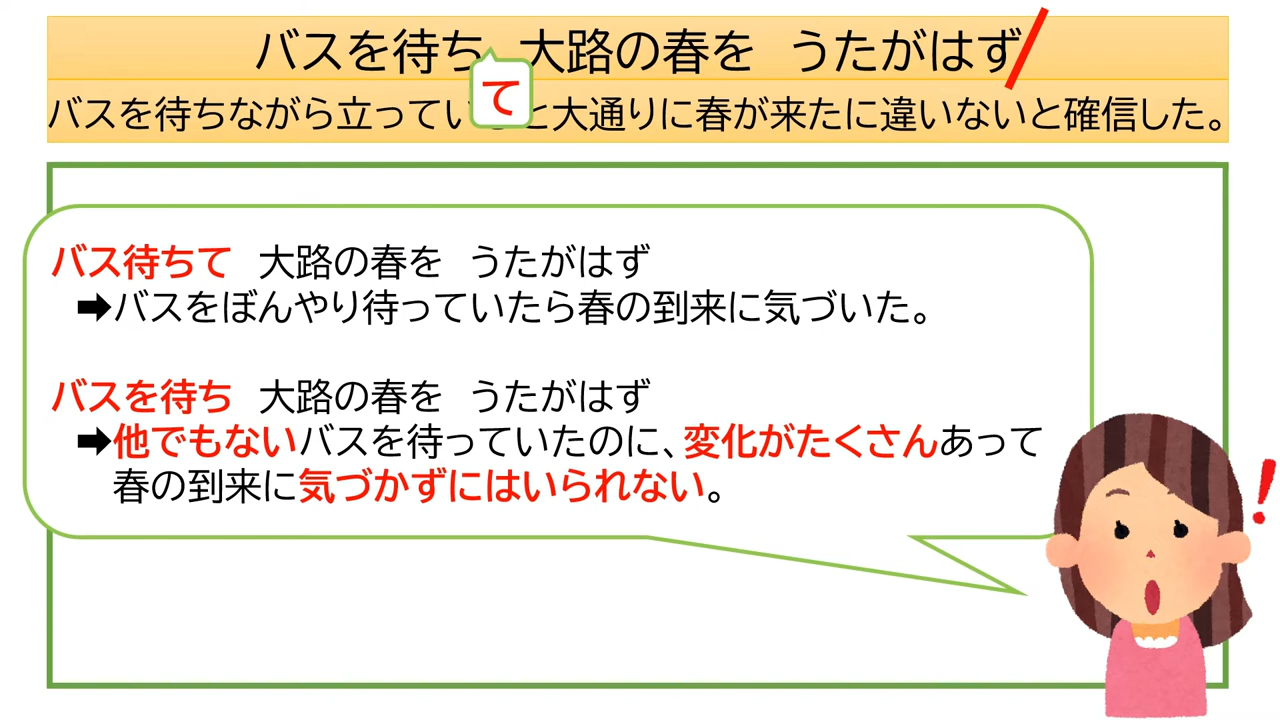 バスを待ち 大路の春を うたがはず
て
バスを待ちながら立ってい と大通りに春が来たに違いないと確信した。
バス待ちて 大路の春を うたがはず
➡バスをぼんやり待っていたら春の到来に気づいた。
バスを待ち 大路の春を うたがはず
➡他でもないバスを待っていたのに、変化がたくさんあって
春の到来に気づかずにはいられない。